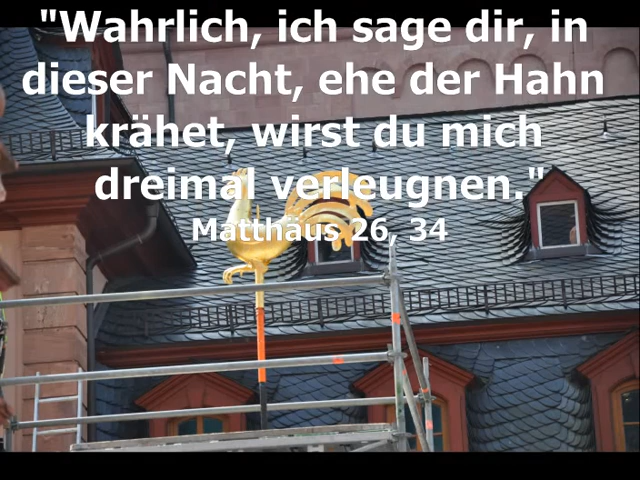 "Wahrlich, ich sage dir, in
dieser Nacht, ehe der Hahn
krähet, wirst du mich
dreimal verleugnen."
Matthäus 26, 34